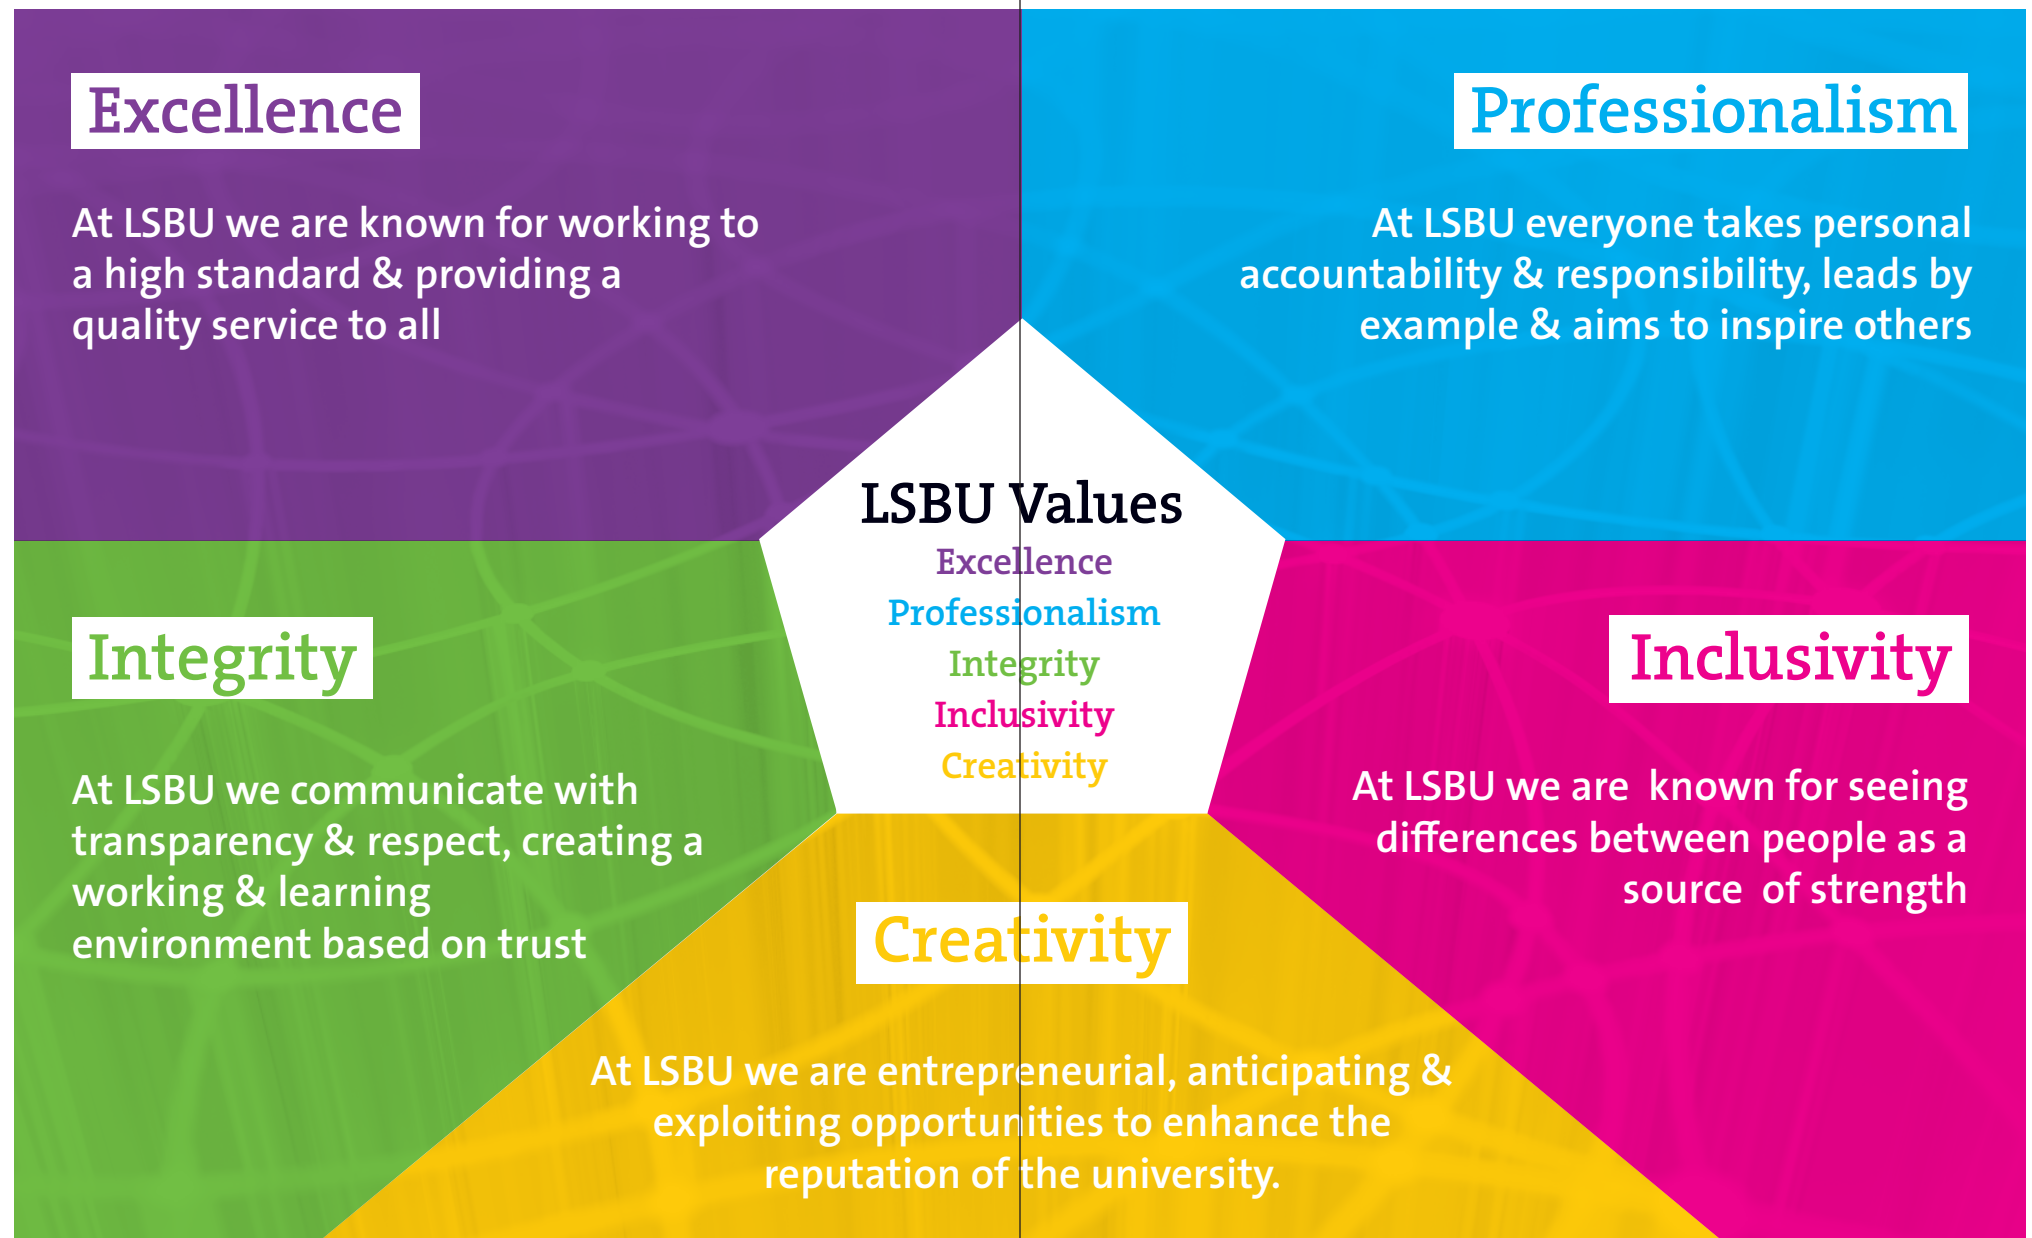 Excellence
At LSBU we are known for working to
a high standard & providing a
quality service to all
Professionalism
At LSBU everyone takes personal
accountability & responsibility, leads by
example & aims to inspire others
LSBU Values
Excellence
Professionalism
Integrity
Inclusivity
Creativity
Integrity
At LSBU we communicate with
transparency & respect, creating a
working & learning
environment based on trust
Inclusivity
At LSBU we are known for seeing
differences between people as a
source of strength
Creativity
At LSBU we are entrepreneurial, anticipating &
exploiting opportunities to enhance the
reputation of the university.